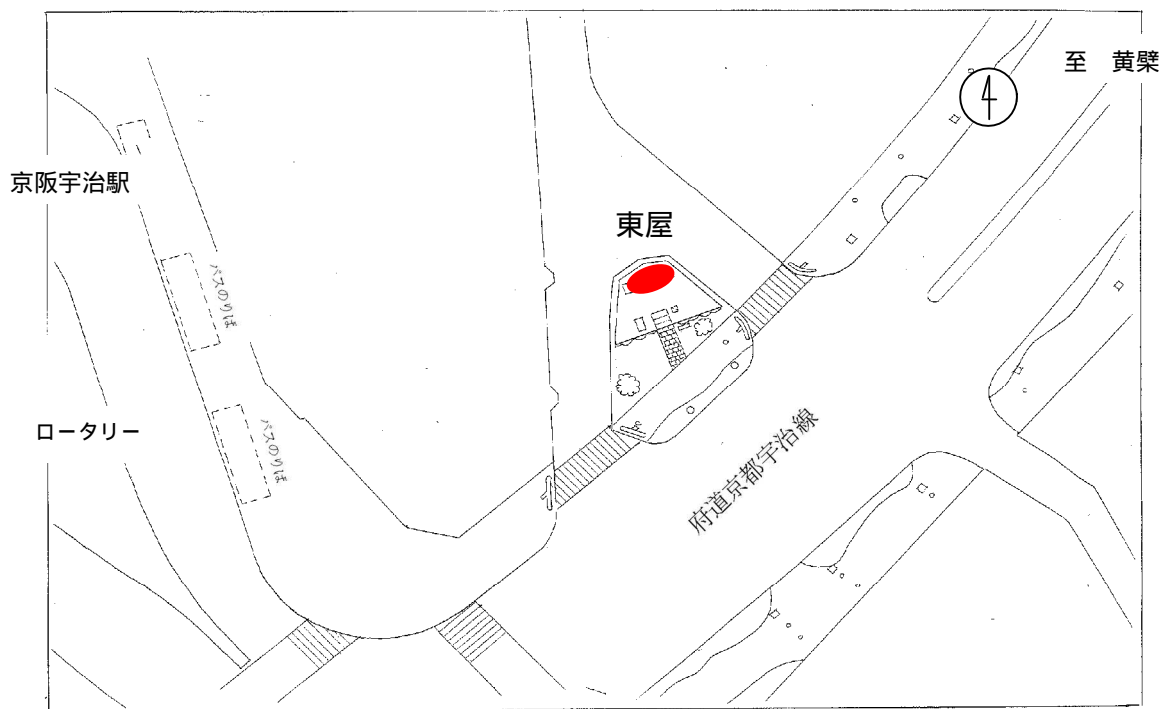 至　黄檗
4
京阪宇治駅
東屋
バスのりば
ロータリー
バスのりば
府道京都宇治線